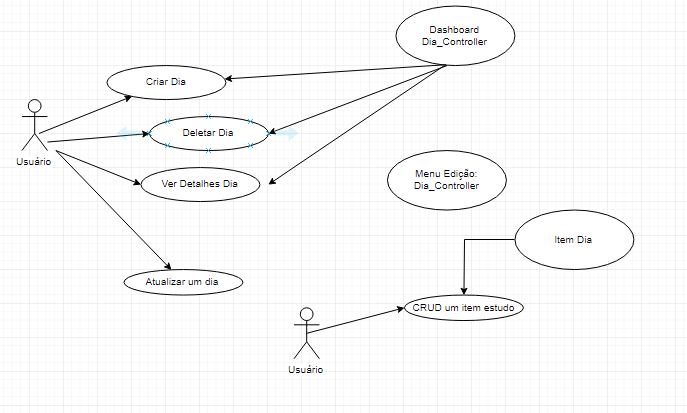 Dashboard
Dia_Controller
Criar Dia
Deletar Dia
Usuário
Menu Edição:
Dia_Controller
Ver Detalhes Dia
Item Dia
Atualizar um dia
CRUD um item estudo
Usuário